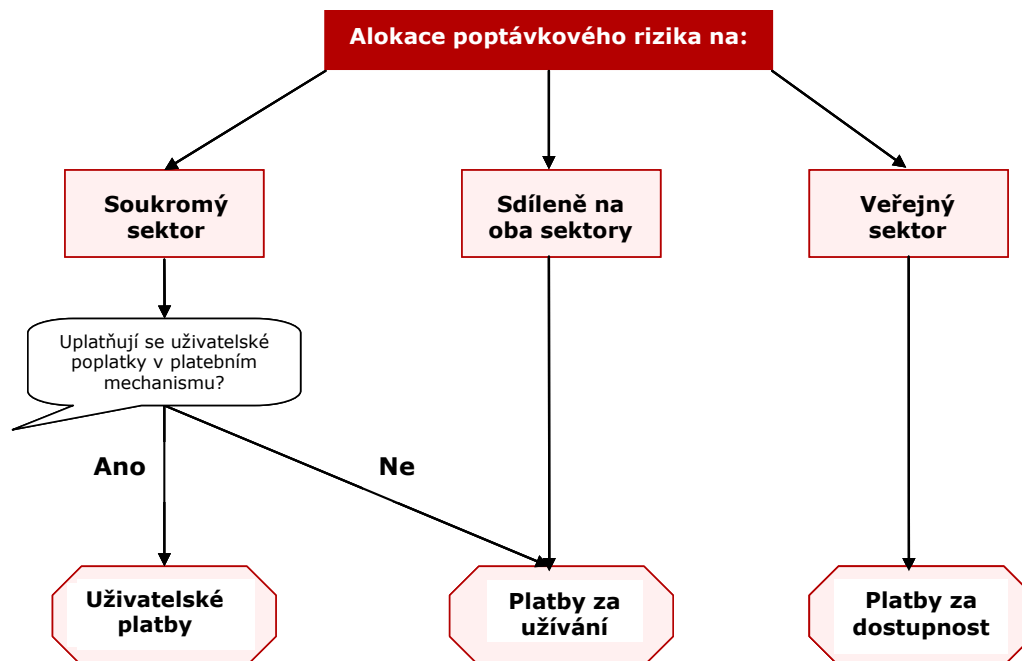 Alokace poptávkového rizika na:
Soukromý
sektor
Sdíleně na
oba sektory
Veřejný
sektor
Uplatňují se uživatelské
poplatky v platebním
mechanismu?
Ano
Ne
Uživatelské
platby
Platby za
užívání
Platby za
dostupnost